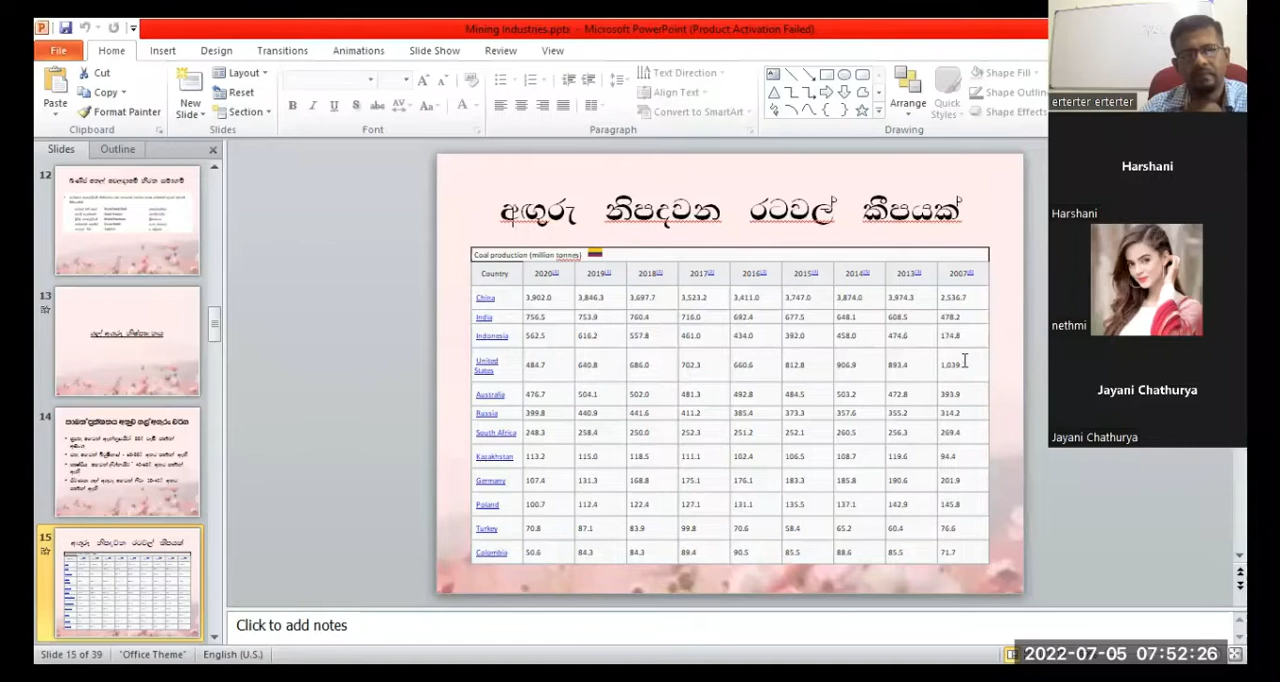 Mining Industries.pptx - Microsoft PowerPoint (Product Activation Failed)
File Home Insert Design Transitions Animations Slide Show Review View
Cut
Copy
Format Painter
Paste
Clipboard
New
Slide
Layout
Reset
Section
Slides
Font
Text Direction
Align Text
Convert to SmartArt
Paragraph
Arrange
Quick
Styles
Shape Fill
Shape Outlin
Shape Effects
Drawing
Slides Outline
12
13
14
15
අඟුරු නිපදවන රටවල් කීපයක්
අඟුරු නිපදවන රටවල් කීපයක්
Coal production (million tonnes)
Country 2020 2019 2018 2017 2016 2015 2014 2013 2007
China 3,902.0 3,846.3 3,697.7 3,523.2 3,411.0 3,747.0 3,874.0 3,974.3 2,536.7
India 756.5 753.9 760.4 716.0 692.4 677.5 648.1 608.5 478.2
Indonesia 562.5 616.2 557.8 461.0 434.0 392.0 458.0 474.6 174.8
United States 484.7 640.8 686.0 702.3 660.6 812.8 906.9 893.4 1,039.
Australia 476.7 504.1 502.0 481.3 492.8 484.5 503.2 472.8 393.9
Russia 399.8 440.9 441.6 411.2 385.4 373.3 357.6 355.2 314.2
South Africa 248.3 258.4 250.0 252.3 251.2 252.1 260.5 256.3 269.4
Kazakhstan 113.2 115.0 118.5 111.1 102.4 106.5 108.7 119.6 94.4
Germany 107.4 131.3 168.8 175.1 176.1 183.3 185.8 190.6 201.9
Poland 100.7 112.4 122.4 127.1 131.1 135.5 137.1 142.9 145.8
Turkey 70.8 87.1 83.9 99.8 70.6 58.4 65.2 60.4 76.6
Colombia 50.6 84.3 84.3 89.4 90.5 85.5 88.6 85.5 71.7
Click to add notes
Slide 15 of 39 "Office Theme" English (U.S.)
erterter erterter
Harshani
Harshani
nethmi
Jayani Chathurya
Jayani Chathurya
2022-07-05 07:52:26